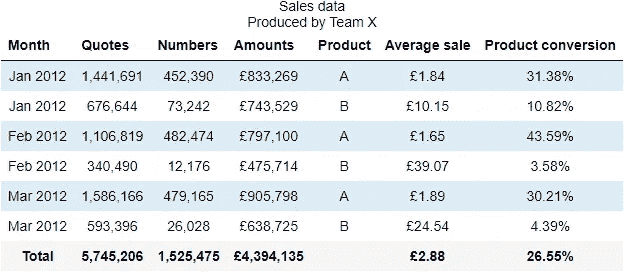 Sales data
Produced by Team X
Month Quotes Numbers Amounts Product Average sale Product conversion
Jan 2012 1,441,691 452,390 £833,269 A £1.84 31.38%
Jan 2012 676,644 73,242 £743,529 B £10.15 10.82%
Feb 2012 1,106,819 482,474 £797,100 A £1.65 43.59%
Feb 2012 340,490 12,176 £475,714 B £39.07 3.58%
Mar 2012 1,586,166 479,165 £905,798 A £1.89 30.21%
Mar 2012 593,396 26,028 £638,725 B £24.54 4.39%
Total 5,745,206 1,525,475 £4,394,135 £2.88 26.55%